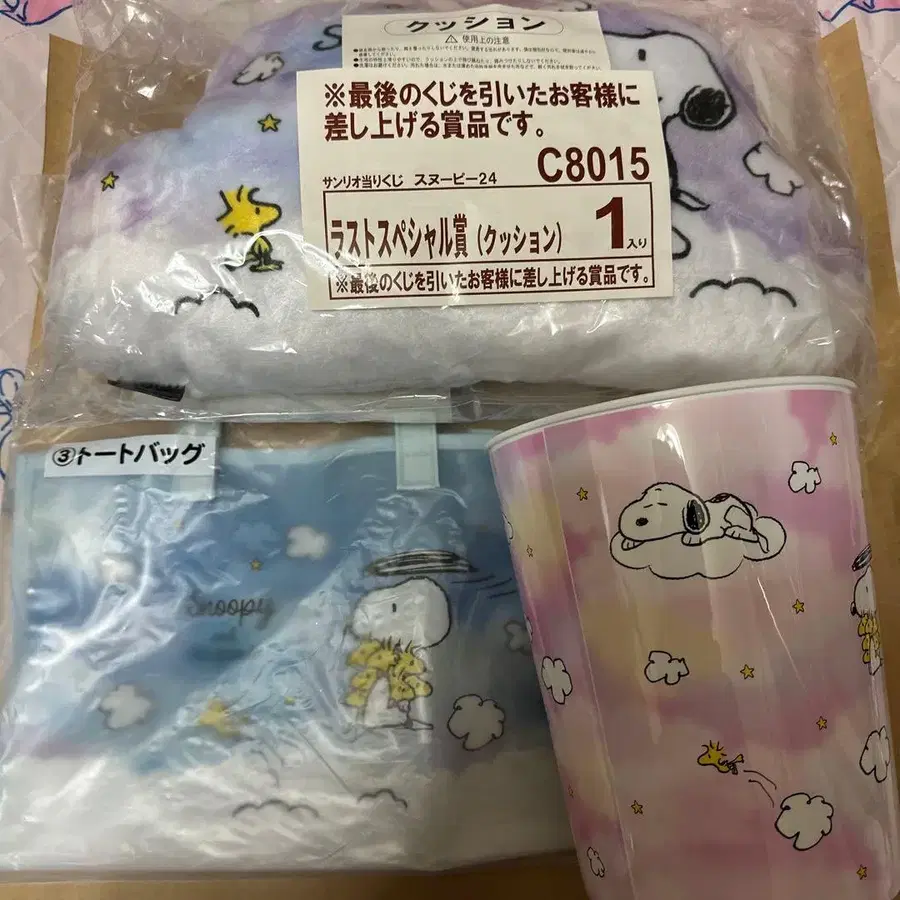 クッション
⚠ 使用上の注意
※最後のくじを引いたお客様に
差し上げる賞品です。
C8015
サンリオ当りくじ スヌーピー24
ラストスペシャル賞(クッション) 1入り
※最後のくじを引いたお客様に差し上げる賞品です。
③トートバッグ
Snoopy